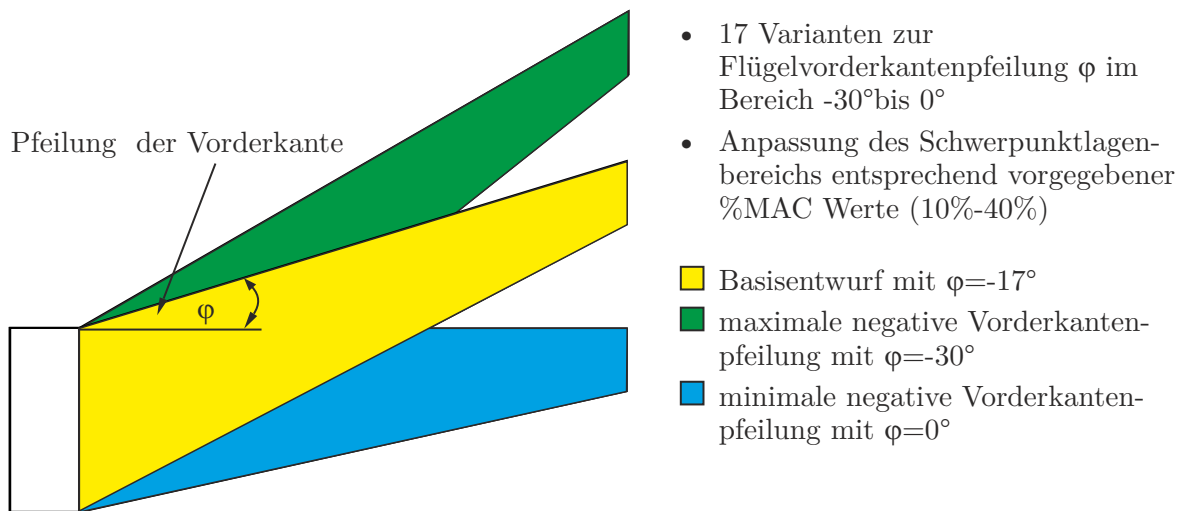 Pfeilung der Vorderkante
φ
• 17 Varianten zur
Flügelvorderkantenpfeilung φ im
Bereich -30°bis 0°
• Anpassung des Schwerpunktlagen-
bereichs entsprechend vorgegebener
%MAC Werte (10%-40%)
Basisentwurf mit φ=-17°
maximale negative Vorderkanten-
pfeilung mit φ=-30°
minimale negative Vorderkanten-
pfeilung mit φ=0°